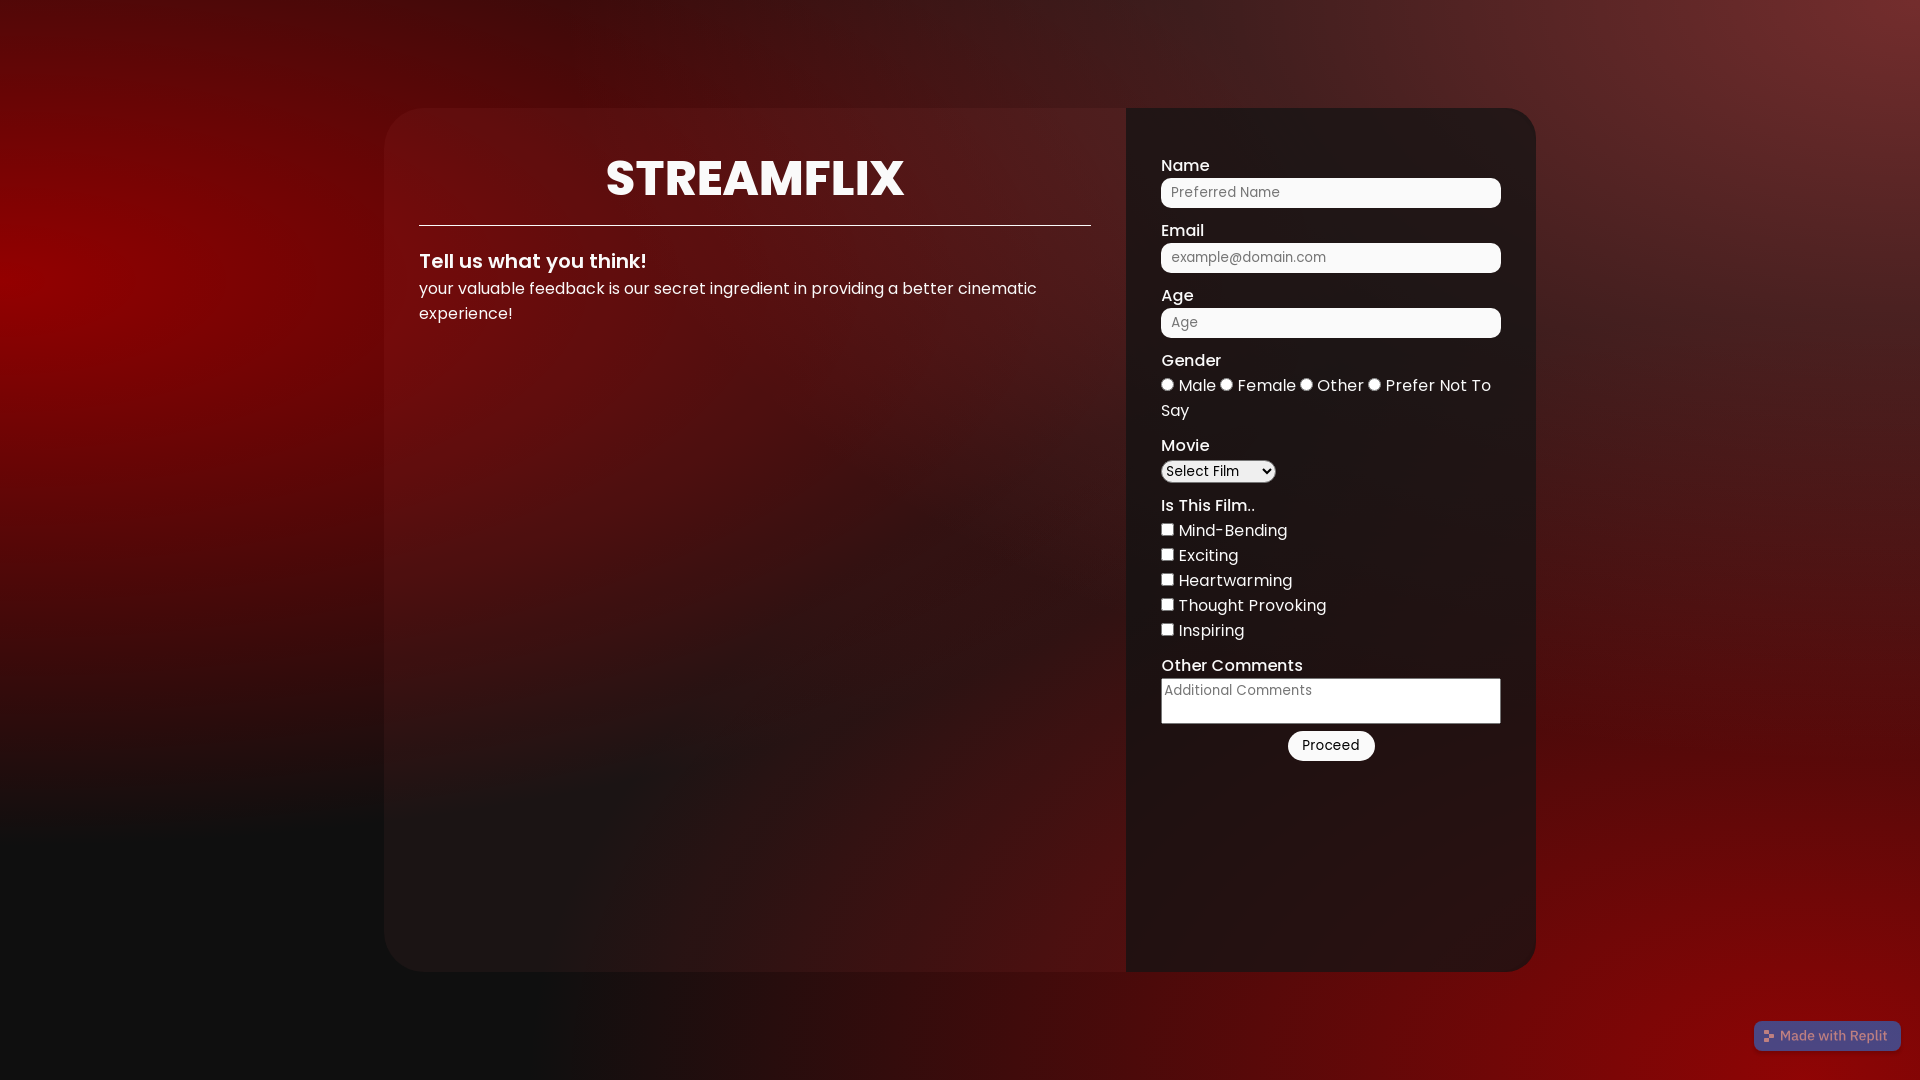 STREAMFLIX
Tell us what you think!
your valuable feedback is our secret ingredient in providing a better cinematic
experience!
Name
Preferred Name
Email
example@domain.com
Age
Age
Gender
Male Female Other Prefer Not To
Say
Movie
Select Film
Is This Film..
Mind-Bending
Exciting
Heartwarming
Thought Provoking
Inspiring
Other Comments
Additional Comments
Proceed
Made with Replit